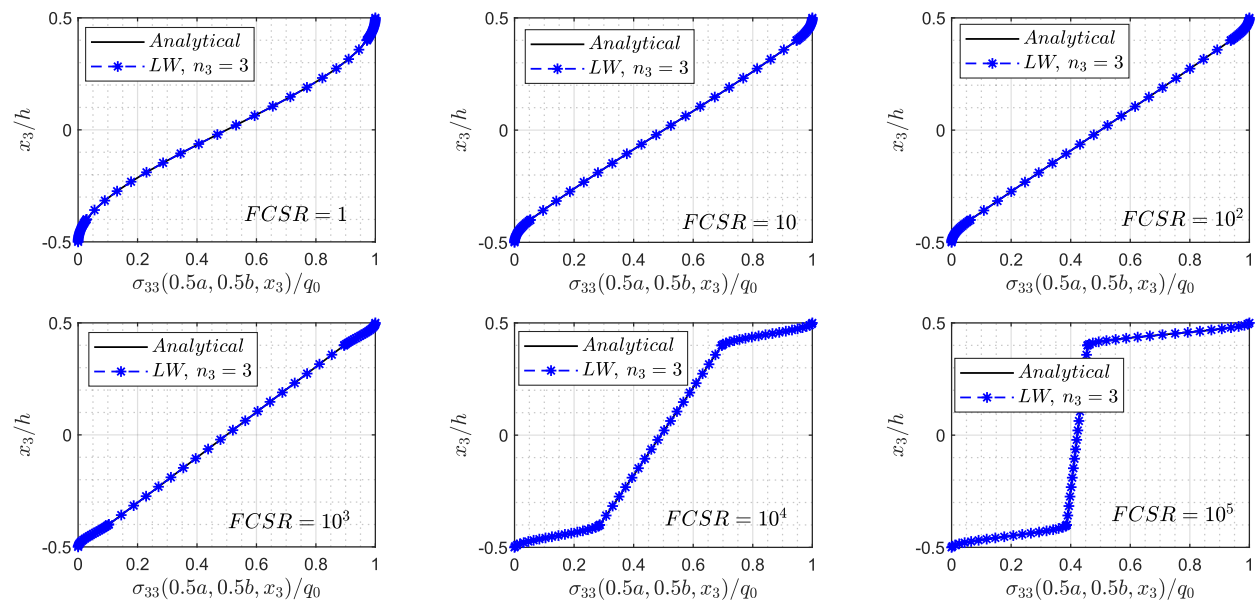 0.5
Analytical
LW, n₃ = 3
x₃/h
0
FCSR = 1
-0.5
0 0.2 0.4 0.6 0.8 1
σ₃₃(0.5a, 0.5b, x₃)/q₀
0.5
Analytical
LW, n₃ = 3
x₃/h
0
FCSR = 10
-0.5
0 0.2 0.4 0.6 0.8 1
σ₃₃(0.5a, 0.5b, x₃)/q₀
0.5
Analytical
LW, n₃ = 3
x₃/h
0
FCSR = 10²
-0.5
0 0.2 0.4 0.6 0.8 1
σ₃₃(0.5a, 0.5b, x₃)/q₀
0.5
Analytical
LW, n₃ = 3
x₃/h
0
FCSR = 10³
-0.5
0 0.2 0.4 0.6 0.8 1
σ₃₃(0.5a, 0.5b, x₃)/q₀
0.5
Analytical
LW, n₃ = 3
x₃/h
0
FCSR = 10⁴
-0.5
0 0.2 0.4 0.6 0.8 1
σ₃₃(0.5a, 0.5b, x₃)/q₀
0.5
Analytical
LW, n₃ = 3
x₃/h
0
FCSR = 10⁵
-0.5
0 0.2 0.4 0.6 0.8 1
σ₃₃(0.5a, 0.5b, x₃)/q₀